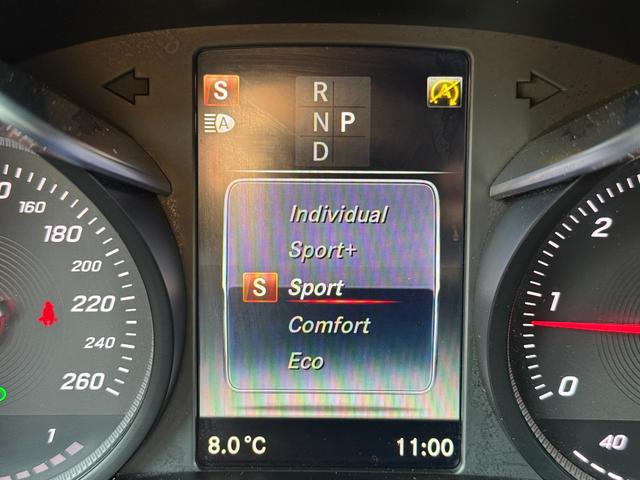 S
A
A
R
N P
D
160
180
200
220
240
260
1
Individual
Sport+
S Sport
Comfort
Eco
8.0°C 11:00
2
1
0
40